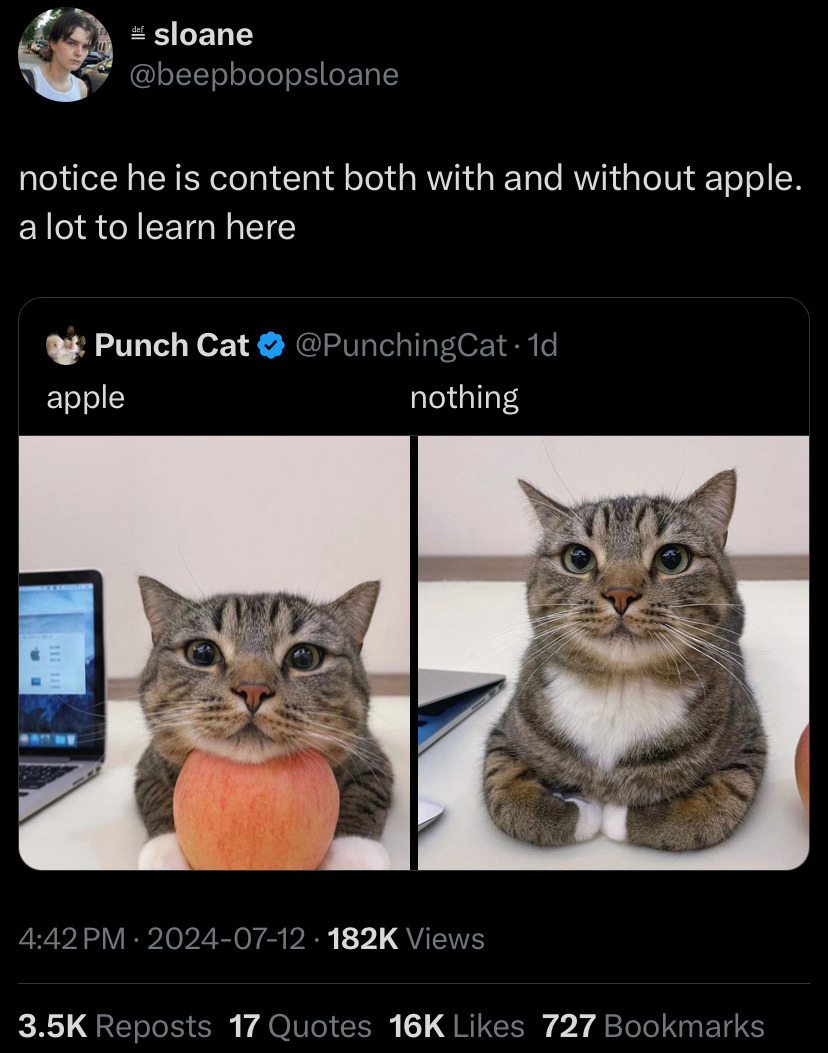 ≝ sloane
@beepboopsloane
notice he is content both with and without apple.
a lot to learn here
Punch Cat @PunchingCat · 1d
apple nothing
4:42 PM · 2024-07-12 · 182K Views
3.5K Reposts 17 Quotes 16K Likes 727 Bookmarks